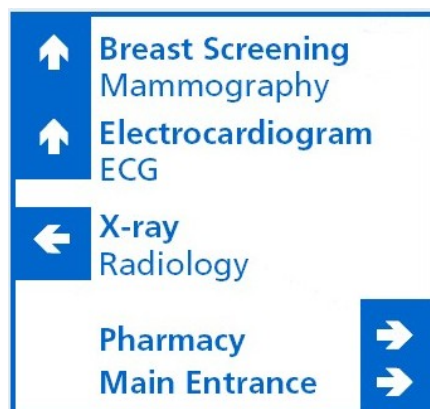 Breast Screening
Mammography
Electrocardiogram
ECG
X-ray
Radiology
Pharmacy
Main Entrance